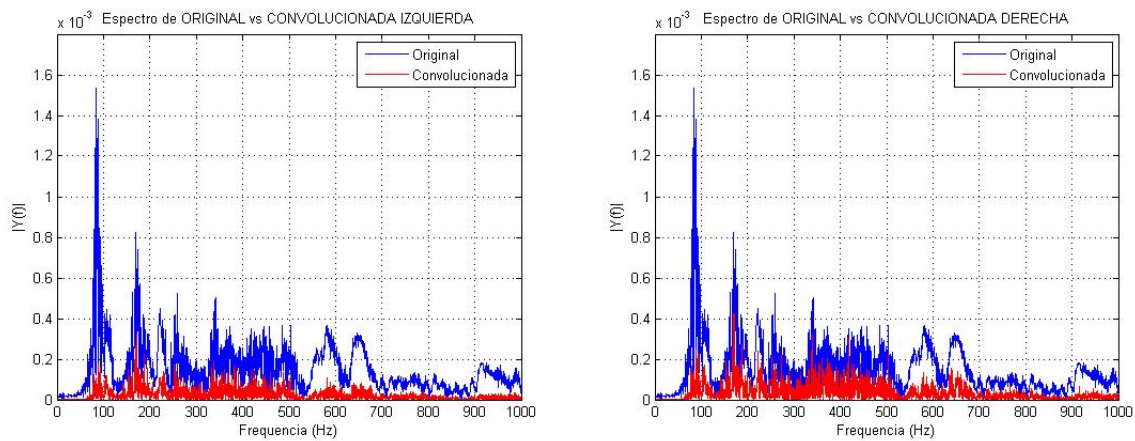 x 10⁻³
Espectro de ORIGINAL vs CONVOLUCIONADA IZQUIERDA
Original
Convolucionada
1.6
1.4
1.2
1
0.8
0.6
0.4
0.2
0
|Y(f)|
0 100 200 300 400 500 600 700 800 900 1000
Frequencia (Hz)
x 10⁻³
Espectro de ORIGINAL vs CONVOLUCIONADA DERECHA
Original
Convolucionada
1.6
1.4
1.2
1
0.8
0.6
0.4
0.2
0
|Y(f)|
0 100 200 300 400 500 600 700 800 900 1000
Frequencia (Hz)